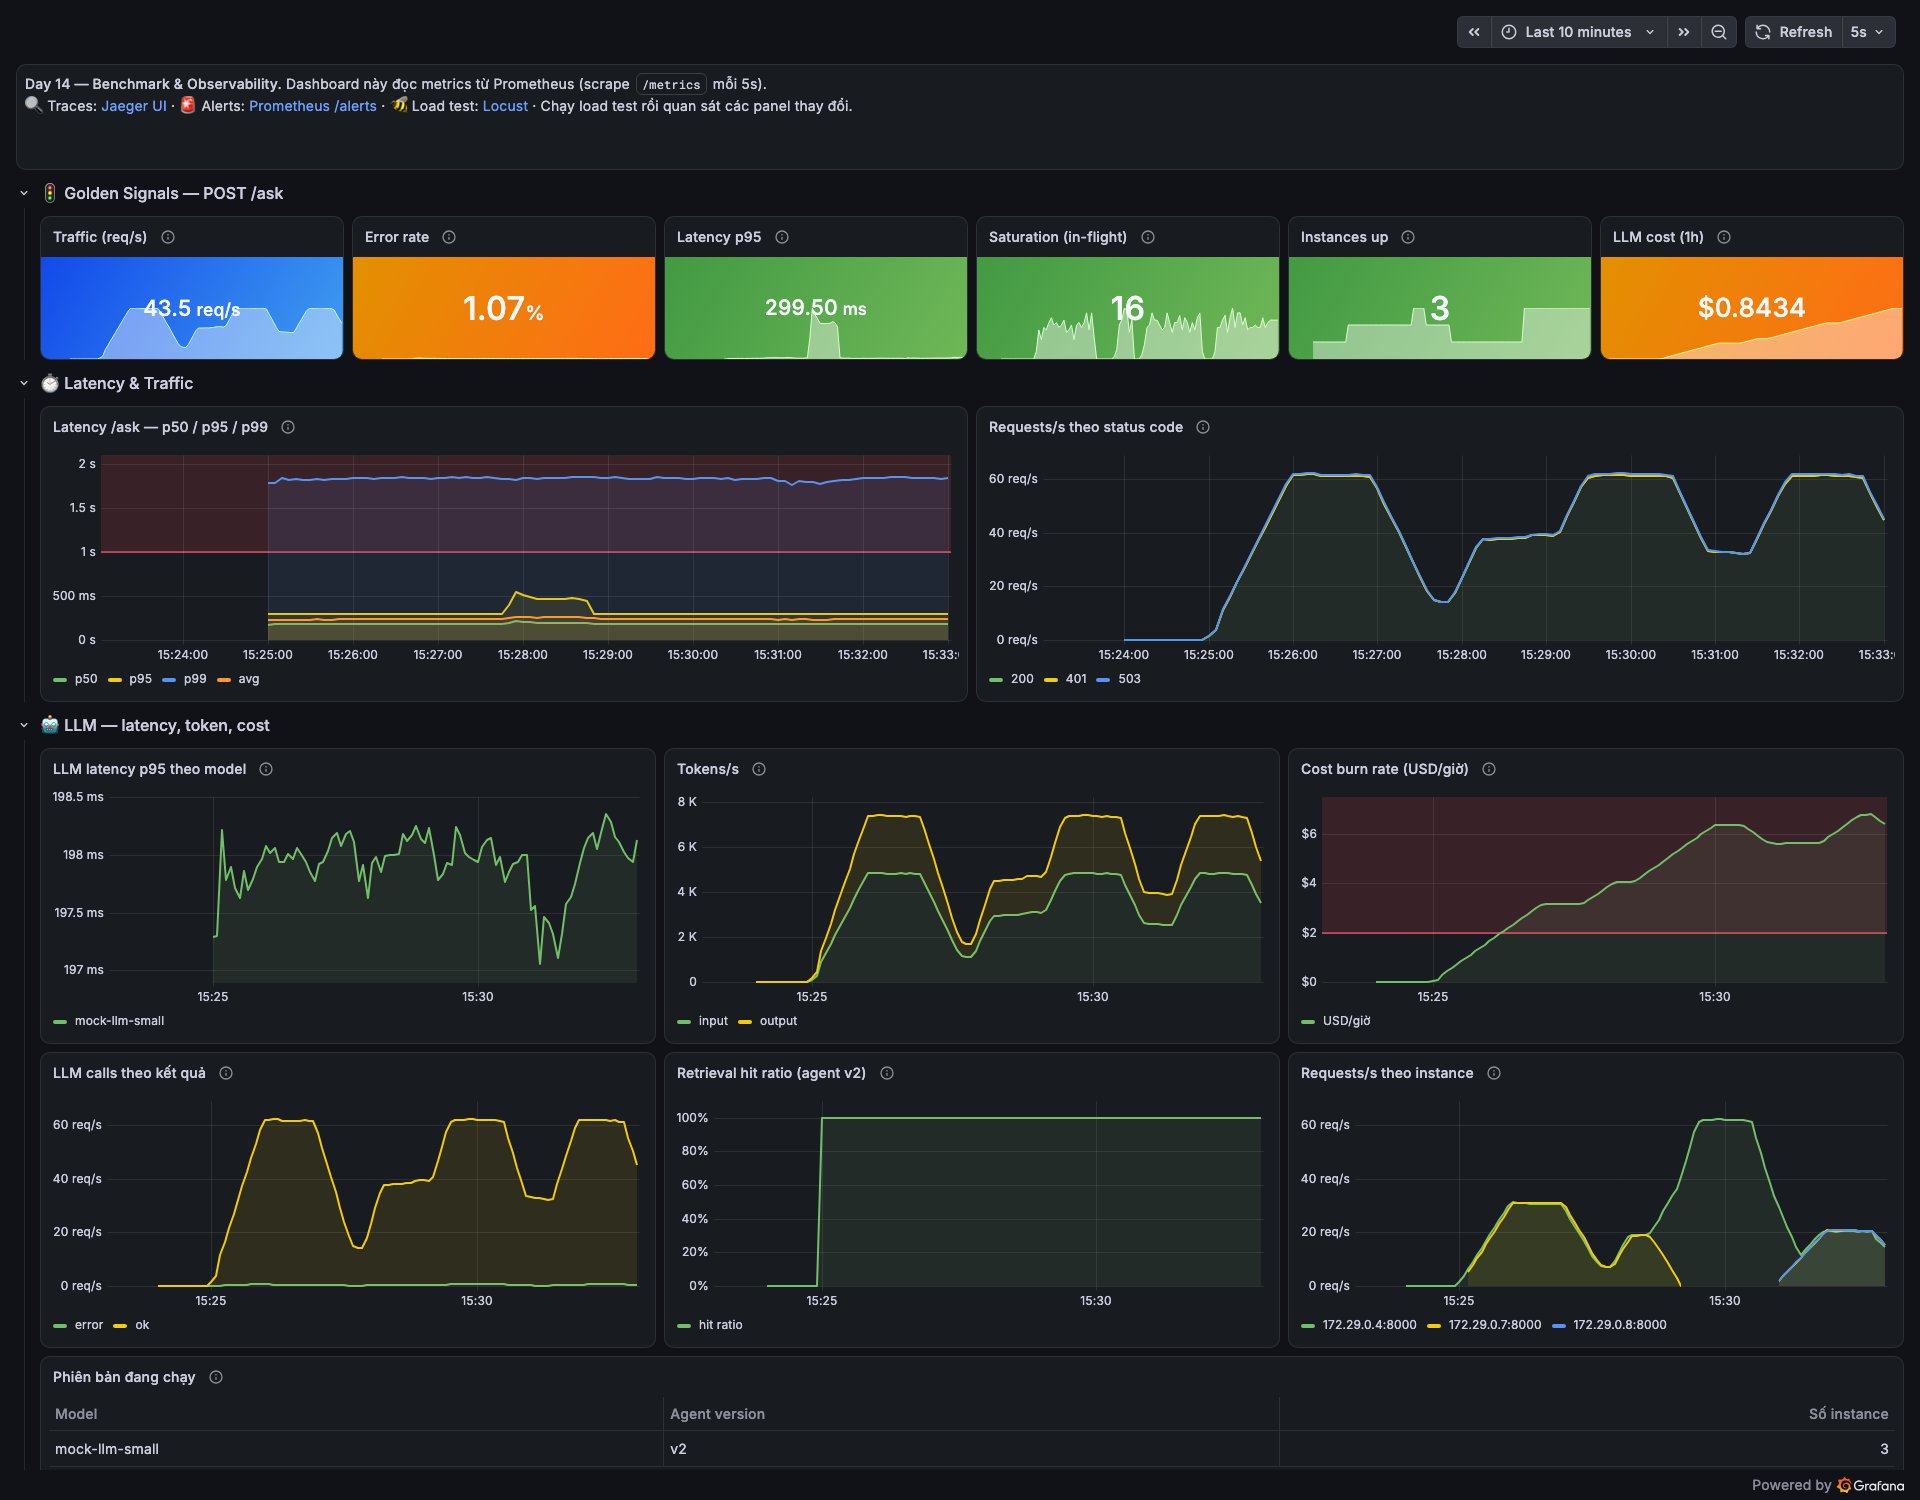 Last 10 minutes
Refresh
5s
Day 14 — Benchmark & Observability. Dashboard này đọc metrics từ Prometheus (scrape /metrics mỗi 5s).
Traces: Jaeger UI · Alerts: Prometheus /alerts · Load test: Locust · Chạy load test rồi quan sát các panel thay đổi.
Golden Signals — POST /ask
Traffic (req/s)
43.5 req/s
Error rate
1.07%
Latency p95
299.50 ms
Saturation (in-flight)
16
Instances up
3
LLM cost (1h)
$0.8434
Latency & Traffic
Latency /ask — p50 / p95 / p99
2 s
1.5 s
1 s
500 ms
0 s
15:24:00 15:25:00 15:26:00 15:27:00 15:28:00 15:29:00 15:30:00 15:31:00 15:32:00 15:33:
p50 p95 p99 avg
Requests/s theo status code
60 req/s
40 req/s
20 req/s
0 req/s
15:24:00 15:25:00 15:26:00 15:27:00 15:28:00 15:29:00 15:30:00 15:31:00 15:32:00 15:33:
200 401 503
LLM — latency, token, cost
LLM latency p95 theo model
198.5 ms
198 ms
197.5 ms
197 ms
15:25 15:30
mock-llm-small
Tokens/s
8 K
6 K
4 K
2 K
0
15:25 15:30
input output
Cost burn rate (USD/giờ)
$6
$4
$2
$0
15:25 15:30
USD/giờ
LLM calls theo kết quả
60 req/s
40 req/s
20 req/s
0 req/s
15:25 15:30
error ok
Retrieval hit ratio (agent v2)
100%
80%
60%
40%
20%
0%
15:25 15:30
hit ratio
Requests/s theo instance
60 req/s
40 req/s
20 req/s
0 req/s
15:25 15:30
172.29.0.4:8000 172.29.0.7:8000 172.29.0.8:8000
Phiên bản đang chạy
Model Agent version Số instance
mock-llm-small v2 3
Powered by Grafana